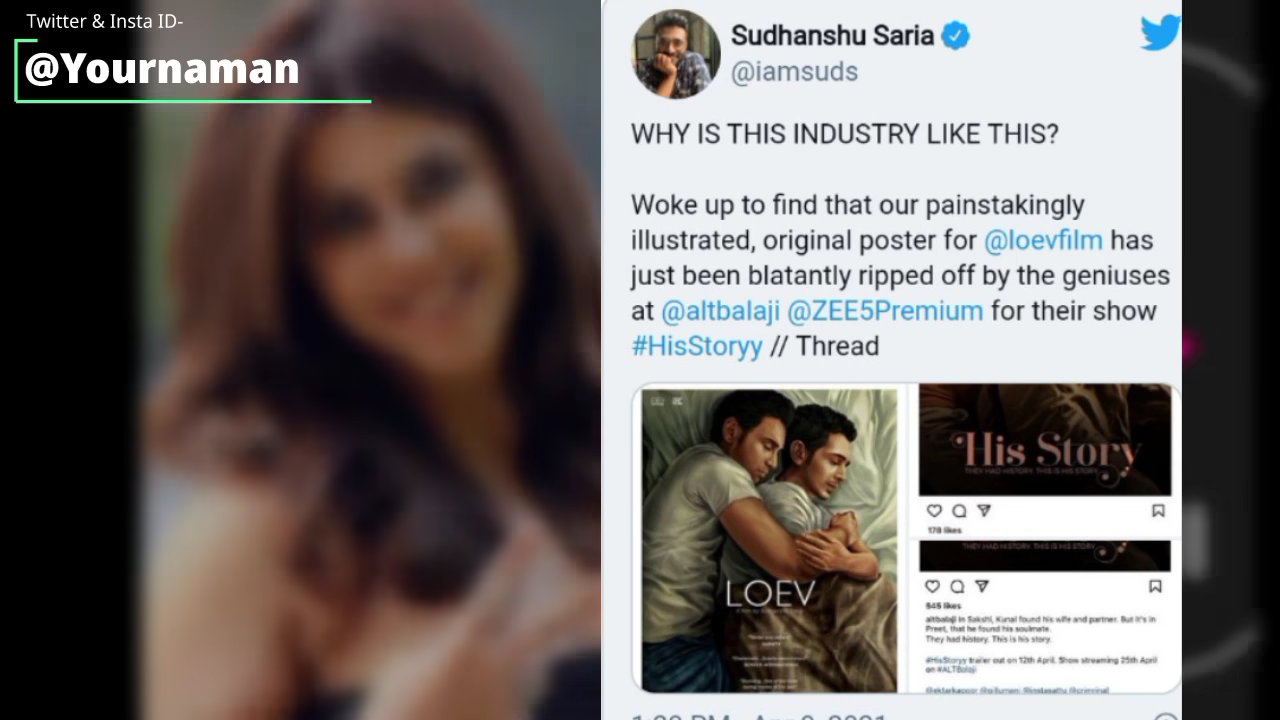 Twitter & Insta ID-
@Yournaman
Sudhanshu Saria
@iamsuds
WHY IS THIS INDUSTRY LIKE THIS?
Woke up to find that our painstakingly
illustrated, original poster for @loevfilm has
just been blatantly ripped off by the geniuses
at @altbalaji @ZEE5Premium for their show
#HisStoryy // Thread
LOEV
His Story
THEY HAD HISTORY. THIS IS HIS STORY.
178 likes
THEY HAD HISTORY. THIS IS HIS STORY.
545 likes
altbalaji In Sakshi, Kunal found his wife and partner. But it's in
Preet, that he found his soulmate.
They had history. This is his story.
#HisStoryy trailer out on 12th April. Show streaming 25th April
on #ALTBalaji